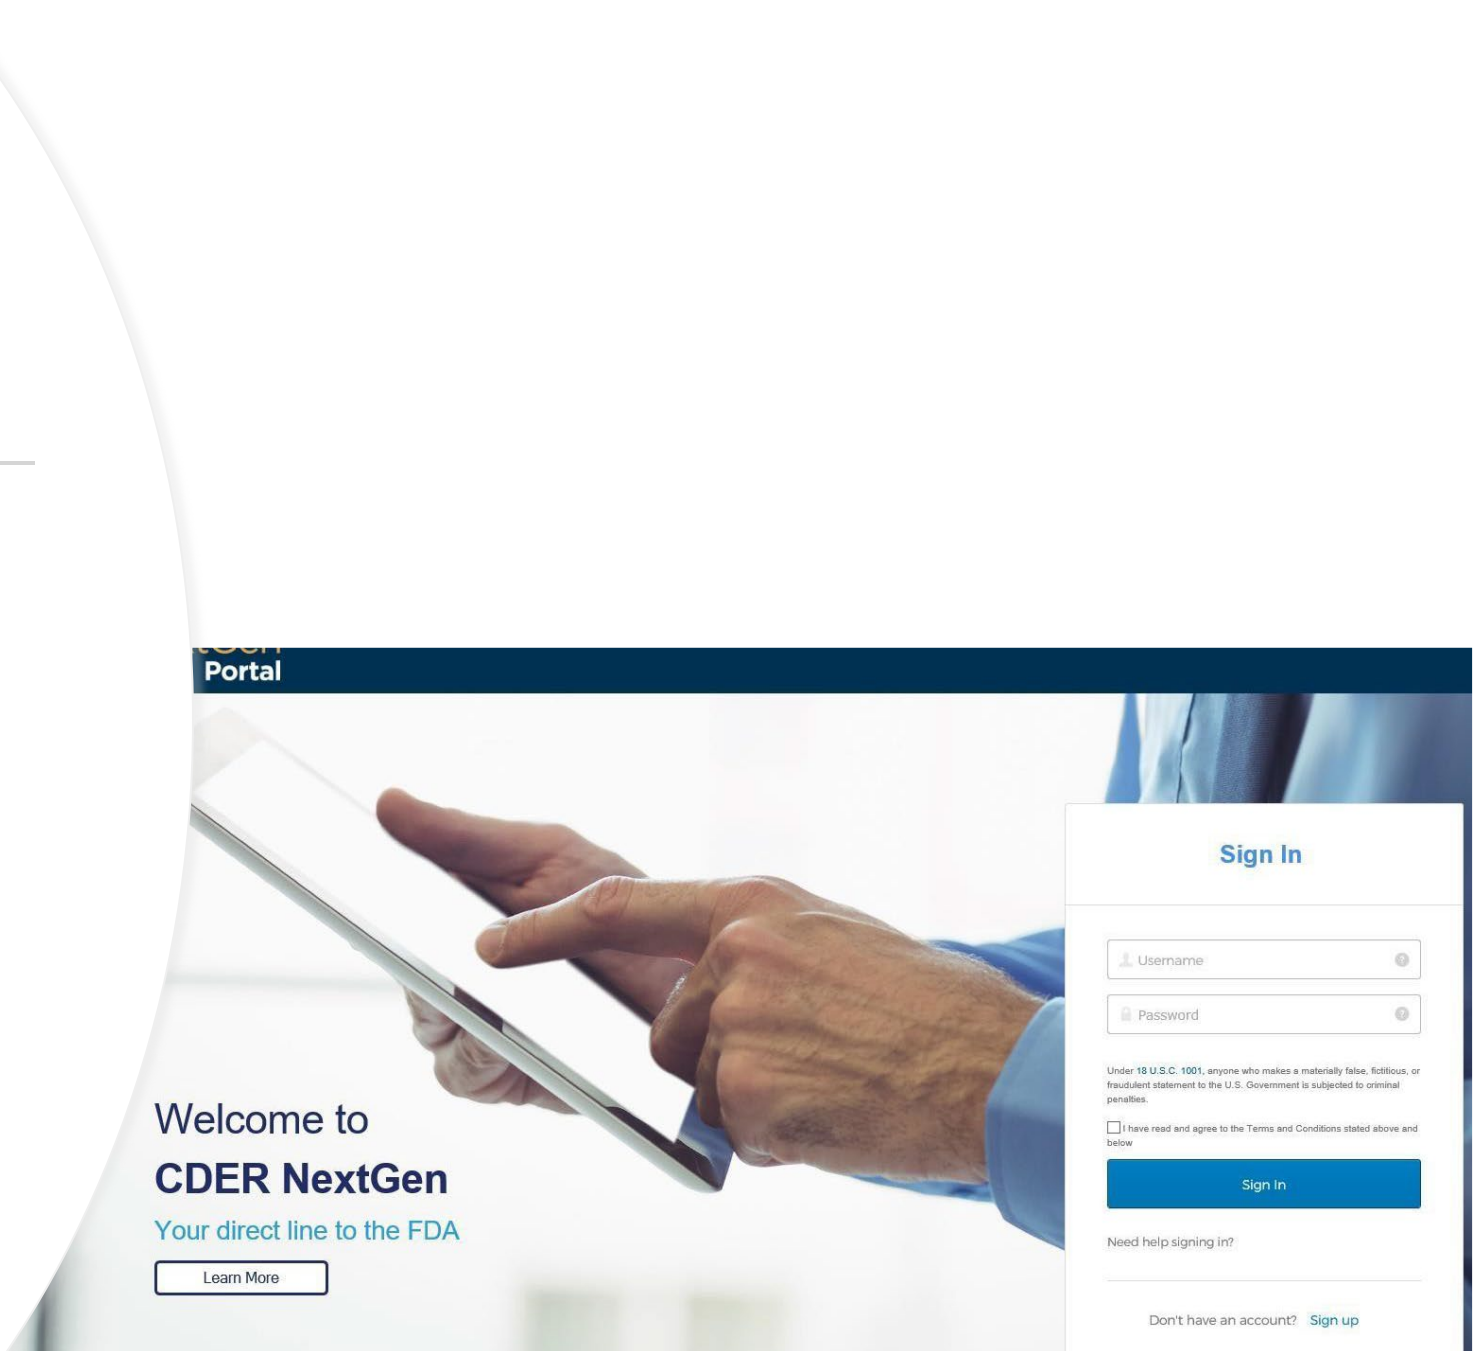 Portal
Welcome to
CDER NextGen
Your direct line to the FDA
Learn More
Sign In
Username
Password
Under 18 U.S.C. 1001, anyone who makes a materially false, fictitious, or
fraudulent statement to the U.S. Government is subjected to criminal
penalties.
I have read and agree to the Terms and Conditions stated above and
below
Sign In
Need help signing in?
Don't have an account? Sign up